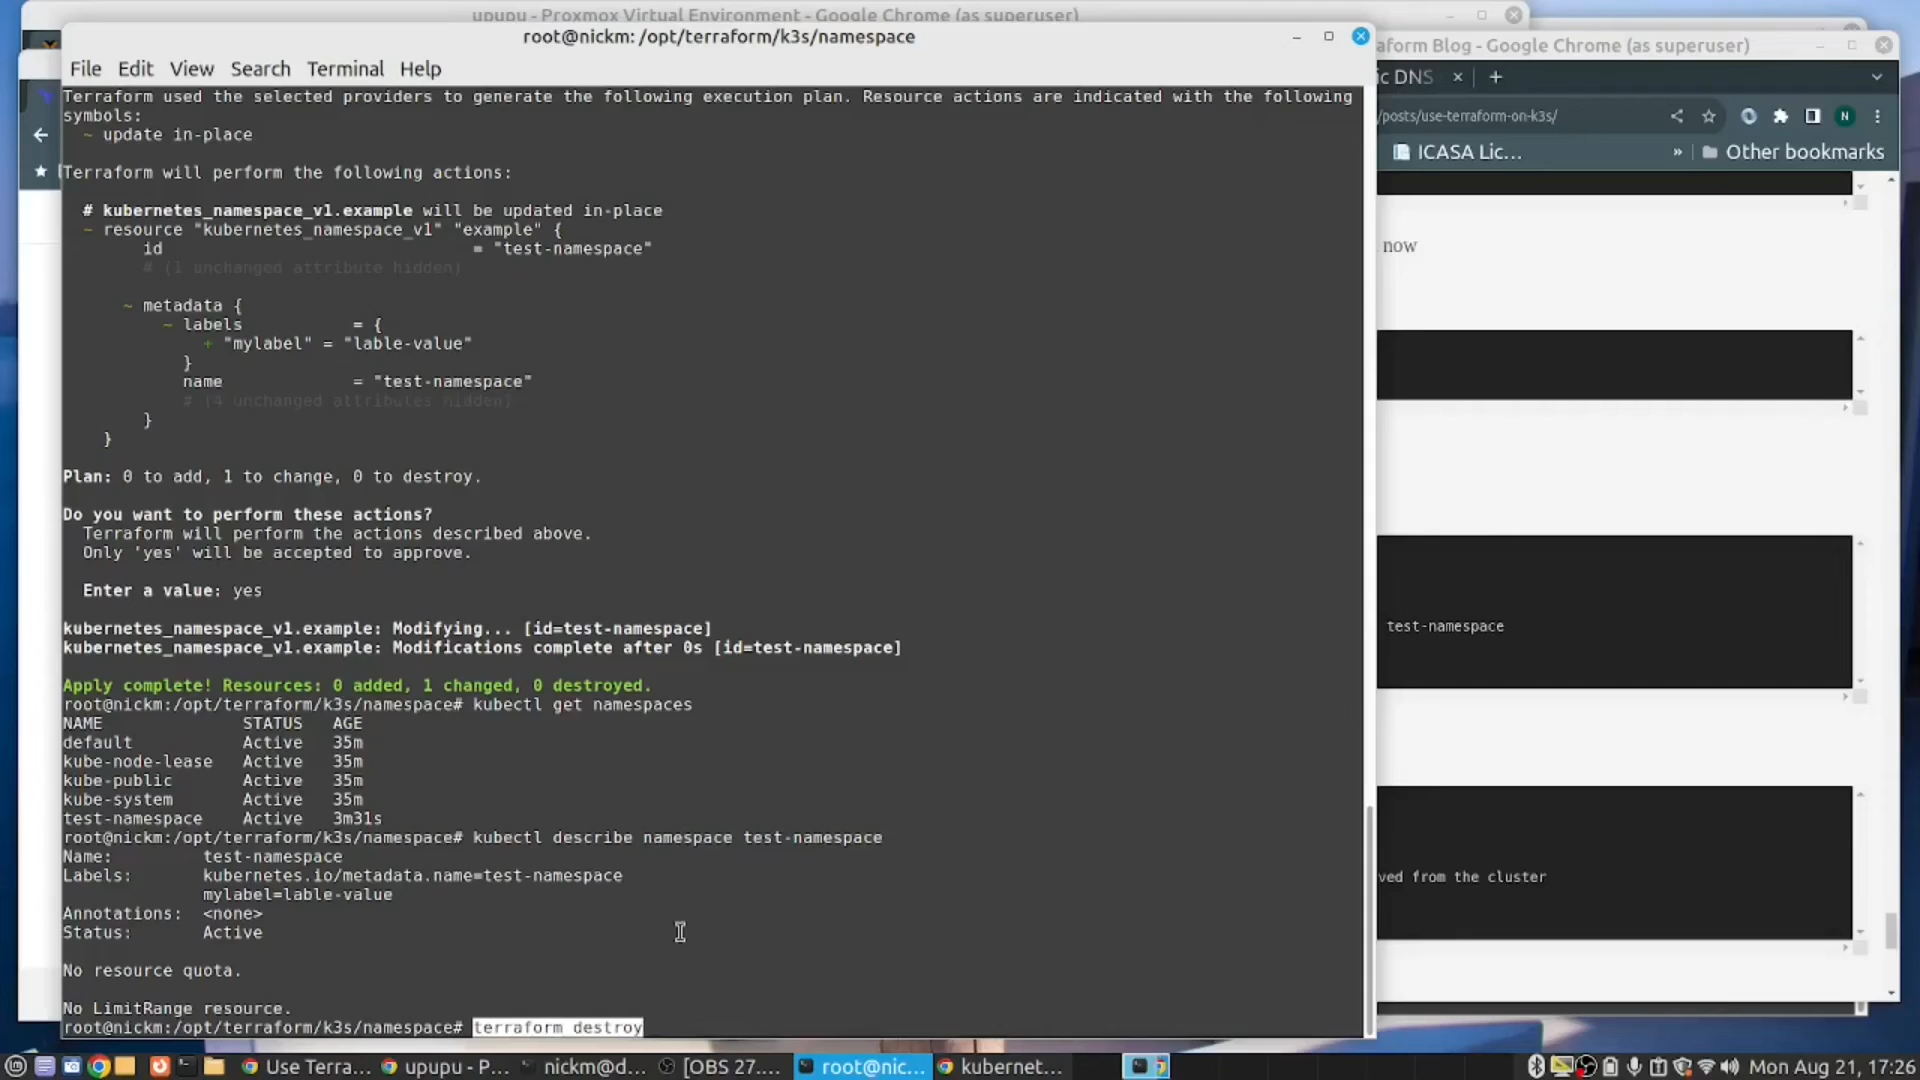 upupu - Proxmox Virtual Environment - Google Chrome (as superuser)
root@nickm: /opt/terraform/k3s/namespace
aform Blog - Google Chrome (as superuser)
File Edit View Search Terminal Help
ic DNS
/posts/use-terraform-on-k3s/
N
ICASA Lic...
» Other bookmarks
Terraform used the selected providers to generate the following execution plan. Resource actions are indicated with the following
symbols:
~ update in-place
Terraform will perform the following actions:
# kubernetes_namespace_v1.example will be updated in-place
~ resource "kubernetes_namespace_v1" "example" {
id = "test-namespace"
# (1 unchanged attribute hidden)
~ metadata {
~ labels = {
+ "mylabel" = "lable-value"
}
name = "test-namespace"
# (4 unchanged attributes hidden)
}
}
Plan: 0 to add, 1 to change, 0 to destroy.
Do you want to perform these actions?
Terraform will perform the actions described above.
Only 'yes' will be accepted to approve.
Enter a value: yes
kubernetes_namespace_v1.example: Modifying... [id=test-namespace]
kubernetes_namespace_v1.example: Modifications complete after 0s [id=test-namespace]
Apply complete! Resources: 0 added, 1 changed, 0 destroyed.
root@nickm:/opt/terraform/k3s/namespace# kubectl get namespaces
NAME STATUS AGE
default Active 35m
kube-node-lease Active 35m
kube-public Active 35m
kube-system Active 35m
test-namespace Active 3m31s
root@nickm:/opt/terraform/k3s/namespace# kubectl describe namespace test-namespace
Name: test-namespace
Labels: kubernetes.io/metadata.name=test-namespace
mylabel=lable-value
Annotations: <none>
Status: Active
No resource quota.
No LimitRange resource.
root@nickm:/opt/terraform/k3s/namespace# terraform destroy
now
test-namespace
ved from the cluster
Use Terra... upupu - P... nickm@d... [OBS 27.... root@nic... kubernet... Mon Aug 21, 17:26